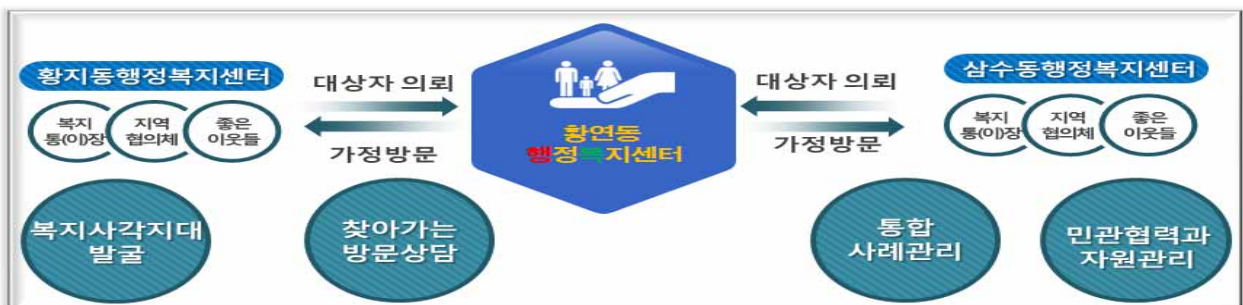 황지동행정복지센터
복지
통(이)장
지역
협의체
좋은
이웃들
대상자 의뢰
가정방문
황연동
행정복지센터
대상자 의뢰
가정방문
삼수동행정복지센터
복지
통(이)장
지역
협의체
좋은
이웃들
복지사각지대
발굴
찾아가는
방문상담
통합
사례관리
민관협력과
자원관리